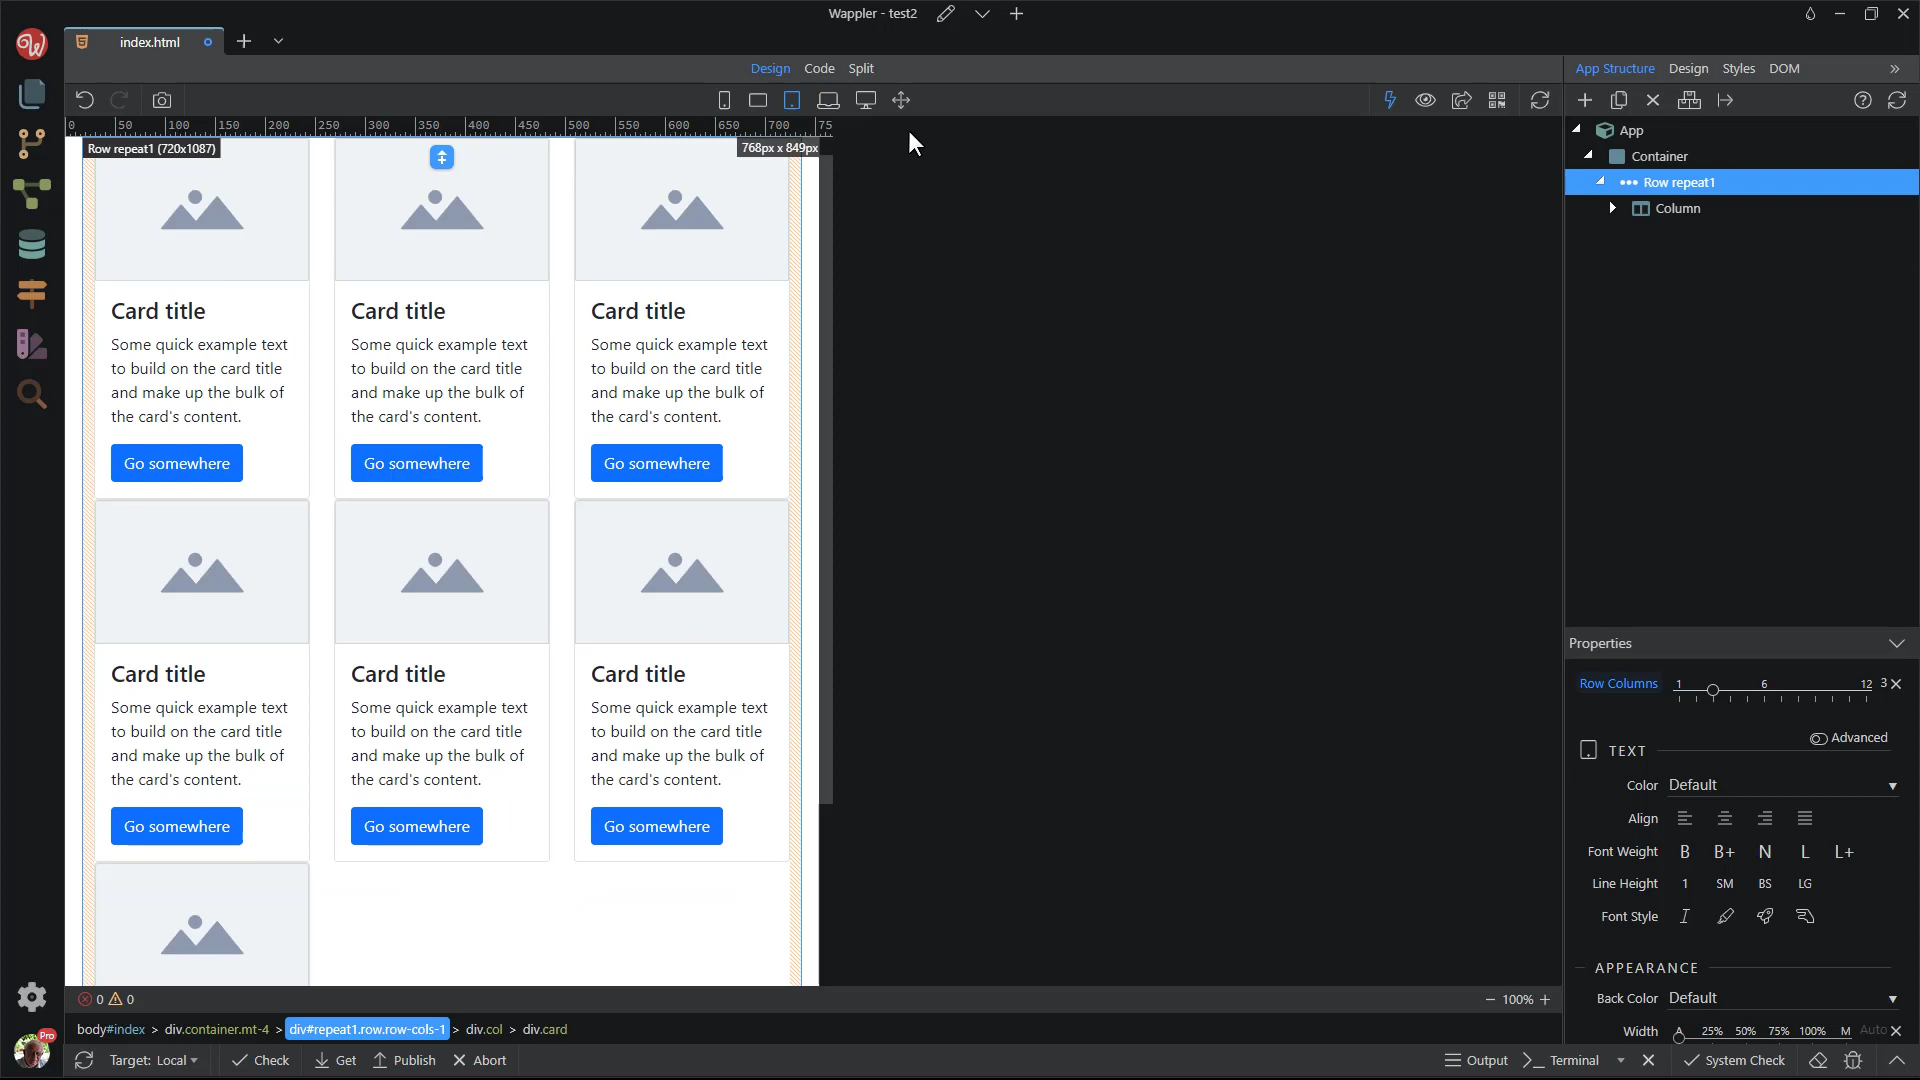 Wappler - test2
index.html
Design Code Split
App Structure Design Styles DOM
0 50 100 150 200 250 300 350 400 450 500 550 600 650 700 75
Row repeat1 (720x1087)
768px x 849px
App
Container
Row repeat1
Column
Card title
Some quick example text
to build on the card title
and make up the bulk of
the card's content.
Go somewhere
Card title
Some quick example text
to build on the card title
and make up the bulk of
the card's content.
Go somewhere
Card title
Some quick example text
to build on the card title
and make up the bulk of
the card's content.
Go somewhere
Card title
Some quick example text
to build on the card title
and make up the bulk of
the card's content.
Go somewhere
Card title
Some quick example text
to build on the card title
and make up the bulk of
the card's content.
Go somewhere
Card title
Some quick example text
to build on the card title
and make up the bulk of
the card's content.
Go somewhere
Properties
Row Columns 1 6 12 3
Advanced
TEXT
Color Default
Align
Font Weight B B+ N L L+
Line Height 1 SM BS LG
Font Style
APPEARANCE
Back Color Default
Width A 25% 50% 75% 100% M Auto
0 0
100%
body#index > div.container.mt-4 > div#repeat1.row.row-cols-1 > div.col > div.card
Pro
Target: Local Check Get Publish Abort
Output Terminal System Check